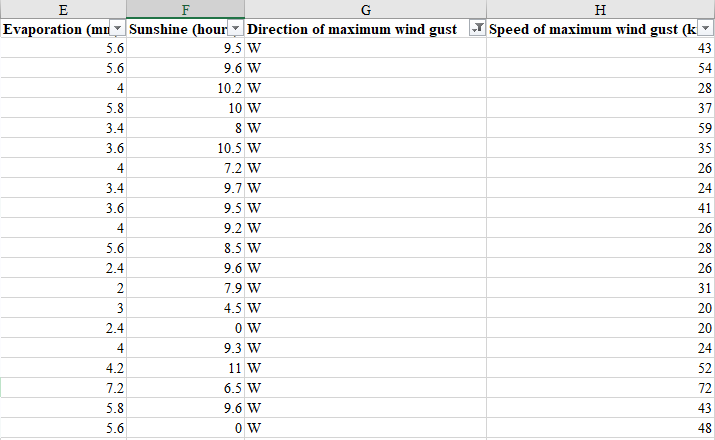 E F G H
Evaporation (mn Sunshine (hour Direction of maximum wind gust Speed of maximum wind gust (k
5.6 9.5 W 43
5.6 9.6 W 54
4 10.2 W 28
5.8 10 W 37
3.4 8 W 59
3.6 10.5 W 35
4 7.2 W 26
3.4 9.7 W 24
3.6 9.5 W 41
4 9.2 W 26
5.6 8.5 W 28
2.4 9.6 W 26
2 7.9 W 31
3 4.5 W 20
2.4 0 W 20
4 9.3 W 24
4.2 11 W 52
7.2 6.5 W 72
5.8 9.6 W 43
5.6 0 W 48